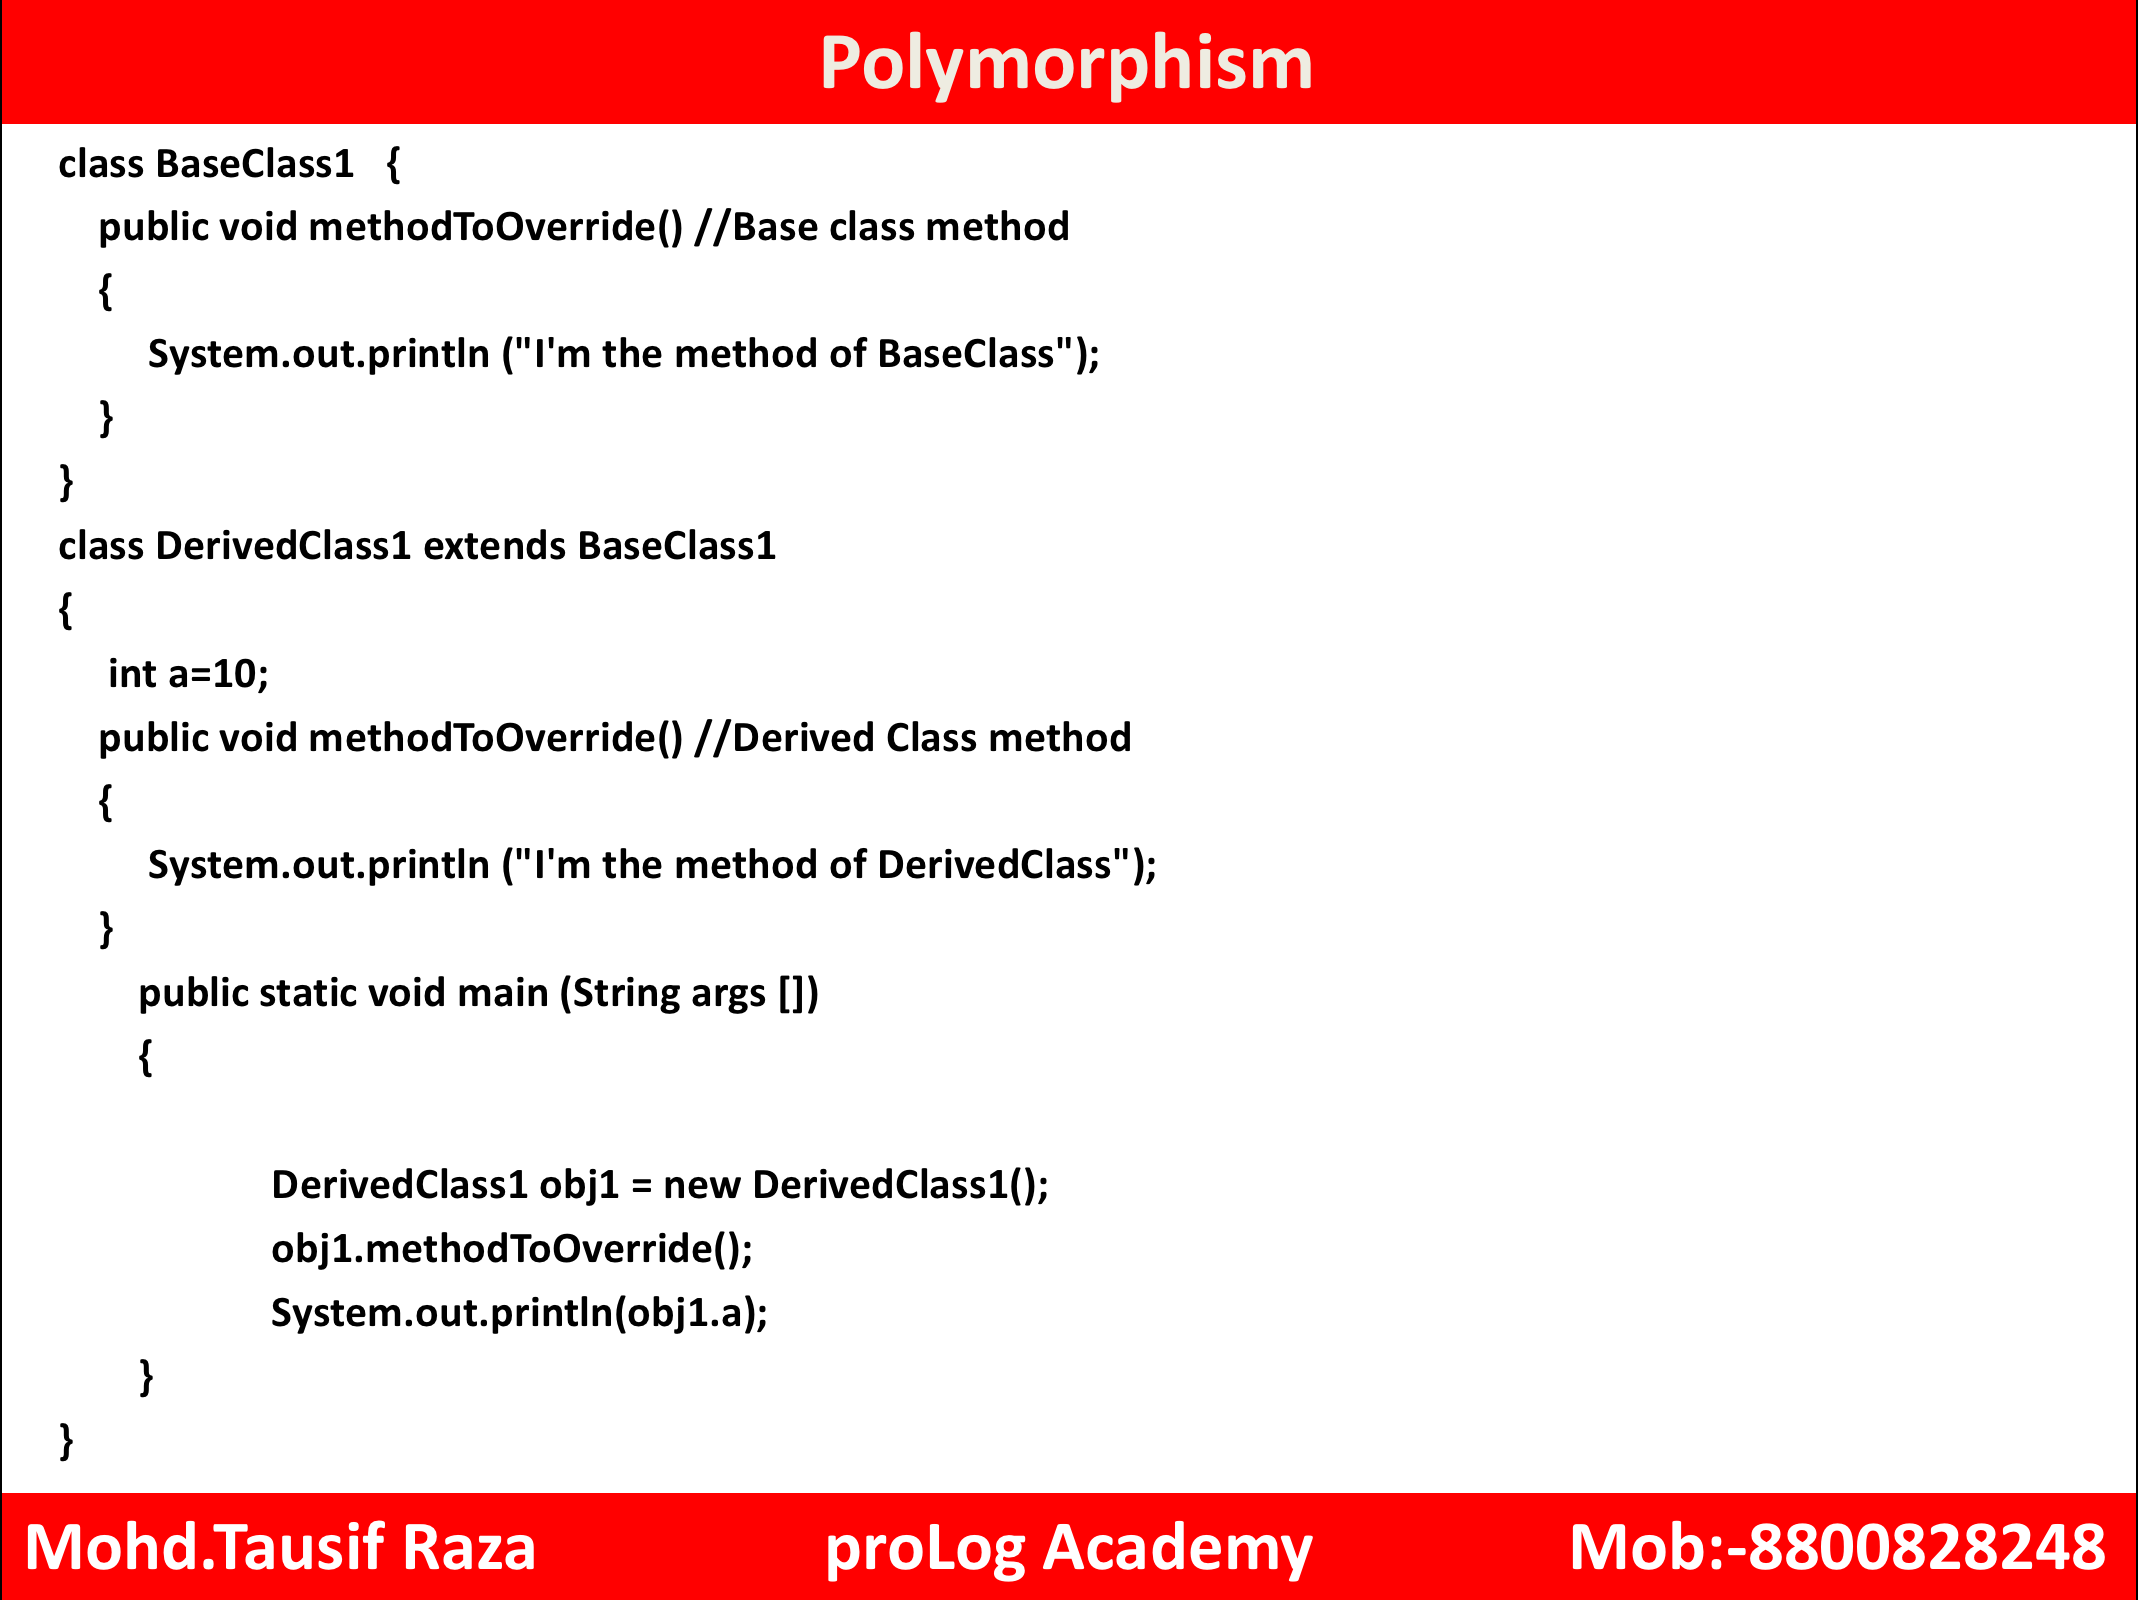 Polymorphism
class BaseClass1   {
public void methodToOverride() //Base class method
{
System.out.println ("I'm the method of BaseClass");
}
}
class DerivedClass1 extends BaseClass1
{
int a=10;
public void methodToOverride() //Derived Class method
{
System.out.println ("I'm the method of DerivedClass");
}
public static void main (String args [])
{
DerivedClass1 obj1 = new DerivedClass1();
obj1.methodToOverride();
System.out.println(obj1.a);
}
}
Mohd.Tausif Raza proLog Academy Mob:-8800828248